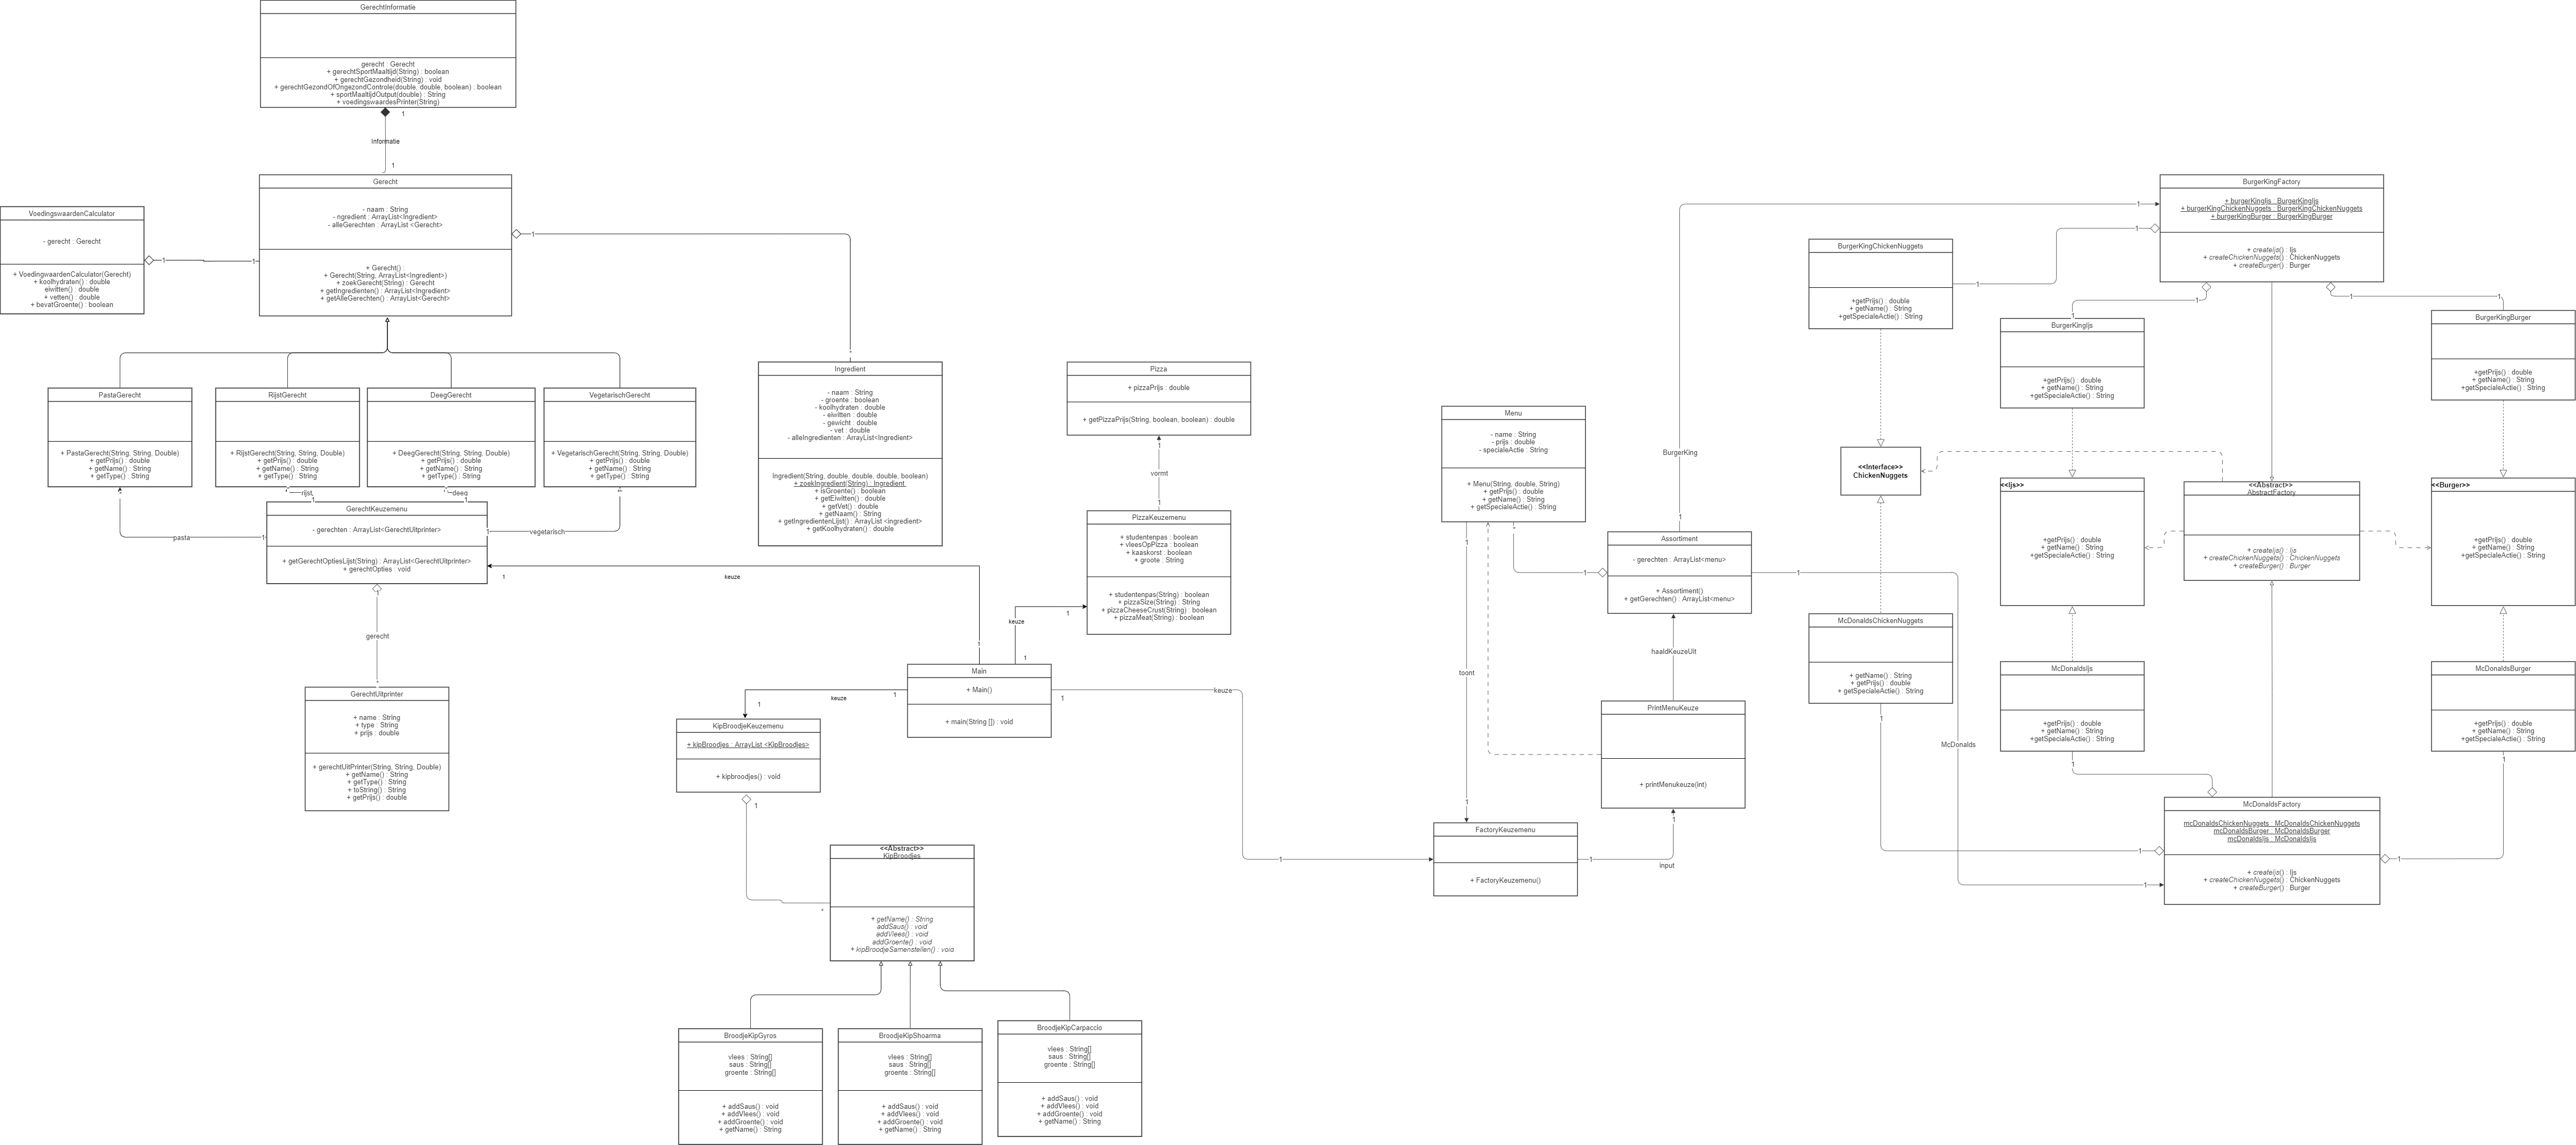 GerechtInformatie
gerecht : Gerecht
+ gerechtSportMaaltijd(String) : boolean
+ gerechtGezondheid(String) : void
+ gerechtGezondOfOngezondControle(double, double, boolean) : boolean
+ sportMaaltijdOutput(double) : String
+ voedingswaardesPrinter(String)
1
Informatie
1
Gerecht
- naam : String
- ngredient : ArrayList<Ingredient>
- alleGerechten : ArrayList <Gerecht>
+ Gerecht() :
+ Gerecht(String, ArrayList<Ingredient>)
+ zoekGerecht(String) : Gerecht
+ getIngredienten() : ArrayList<Ingredient>
+ getAlleGerechten() : ArrayList<Gerecht>
VoedingswaardenCalculator
- gerecht : Gerecht
+ VoedingwaardenCalculator(Gerecht)
+ koolhydraten() : double
eiwitten() : double
+ vetten() : double
+ bevatGroente() : boolean
1
1
1
*
PastaGerecht
+ PastaGerecht(String, String, Double)
+ getPrijs() : double
+ getName() : String
+ getType() : String
RijstGerecht
+ RijstGerecht(String, String, Double)
+ getPrijs() : double
+ getName() : String
+ getType() : String
DeegGerecht
+ DeegGerecht(String, String, Double)
+ getPrijs() : double
+ getName() : String
+ getType() : String
VegetarischGerecht
+ VegetarischGerecht(String, String, Double)
+ getPrijs() : double
+ getName() : String
+ getType() : String
*
rijst
1
deeg
1
pasta
1
1
vegetarisch
GerechtKeuzemenu
- gerechten : ArrayList<GerechtUitprinter>
+ getGerechtOptiesLijst(String) : ArrayList<GerechtUitprinter>
+ gerechtOpties : void
1
gerecht
*
GerechtUitprinter
+ name : String
+ type : String
+ prijs : double
+ gerechtUitPrinter(String, String, Double)
+ getName() : String
+ getType() : String
+ toString() : String
+ getPrijs() : double
Ingredient
- naam : String
- groente : boolean
- koolhydraten : double
- eiwitten : double
- gewicht : double
- vet : double
- alleIngredienten : ArrayList<Ingredient>
Ingredient(String, double, double, double, boolean)
+ zoekIngredient(String) : Ingredient
+ isGroente() : boolean
+ getEiwitten() : double
+ getVet() : double
+ getNaam() : String
+ getIngredientenLijst() : ArrayList <Ingredient>
+ getKoolhydraten() : double
Pizza
+ pizzaPrijs : double
+ getPizzaPrijs(String, boolean, boolean) : double
1
vormt
1
PizzaKeuzemenu
+ studentenpas : boolean
+ vleesOpPizza : boolean
+ kaaskorst : boolean
+ groote : String
+ studentenpas(String) : boolean
+ pizzaSize(String) : String
+ pizzaCheeseCrust(String) : boolean
+ pizzaMeat(String) : boolean
1
keuze
1
keuze
1
1
Main
+ Main()
+ main(String []) : void
1
keuze
1
1
keuze
1
KipBroodjeKeuzemenu
+ kipBroodjes : ArrayList <KipBroodjes>
+ kipbroodjes() : void
1
*
<<Abstract>>
KipBroodjes
+ getName() : String
addSaus() : void
addVlees() : void
addGroente() : void
+ kipBroodjeSamenstellen() : void
BroodjeKipGyros
vlees : String[]
saus : String[]
groente : String[]
+ addSaus() : void
+ addVlees() : void
+ addGroente() : void
+ getName() : String
BroodjeKipShoarma
vlees : String[]
saus : String[]
groente : String[]
+ addSaus() : void
+ addVlees() : void
+ addGroente() : void
+ getName() : String
BroodjeKipCarpaccio
vlees : String[]
saus : String[]
groente : String[]
+ addSaus() : void
+ addVlees() : void
+ addGroente() : void
+ getName() : String
Menu
- name : String
- prijs : double
- specialeActie : String
+ Menu(String, double, String)
+ getPrijs() : double
+ getName() : String
+ getSpecialeActie() : String
1
toont
1
*
1
FactoryKeuzemenu
+ FactoryKeuzemenu()
1
input
1
PrintMenuKeuze
+ printMenukeuze(int)
haaldKeuzeUit
Assortiment
- gerechten : ArrayList<menu>
+ Assortiment()
+ getGerechten() : ArrayList<menu>
1
BurgerKing
1
1
McDonalds
1
BurgerKingFactory
+ burgerKingIjs : BurgerKingIjs
+ burgerKingChickenNuggets : BurgerKingChickenNuggets
+ burgerKingBurger : BurgerKingBurger
+ createIjs() : Ijs
+ createChickenNuggets() : ChickenNuggets
+ createBurger() : Burger
1
1
1
1
1
1
BurgerKingChickenNuggets
+getPrijs() : double
+ getName() : String
+getSpecialeActie() : String
BurgerKingIjs
+getPrijs() : double
+ getName() : String
+getSpecialeActie() : String
BurgerKingBurger
+getPrijs() : double
+ getName() : String
+getSpecialeActie() : String
<<Interface>>
ChickenNuggets
<<Ijs>>
+getPrijs() : double
+ getName() : String
+getSpecialeActie() : String
<<Abstract>>
AbstractFactory
+ createIjs() : Ijs
+ createChickenNuggets() : ChickenNuggets
+ createBurger() : Burger
<<Burger>>
+getPrijs() : double
+ getName() : String
+getSpecialeActie() : String
McDonaldsChickenNuggets
+ getName() : String
+ getPrijs() : double
+ getSpecialeActie() : String
McDonaldsIjs
+getPrijs() : double
+ getName() : String
+getSpecialeActie() : String
McDonaldsBurger
+getPrijs() : double
+ getName() : String
+getSpecialeActie() : String
1
1
1
1
1
McDonaldsFactory
mcDonaldsChickenNuggets : McDonaldsChickenNuggets
mcDonaldsBurger : McDonaldsBurger
mcDonaldsIjs : McDonaldsIjs
+ createIjs() : Ijs
+ createChickenNuggets() : ChickenNuggets
+ createBurger() : Burger